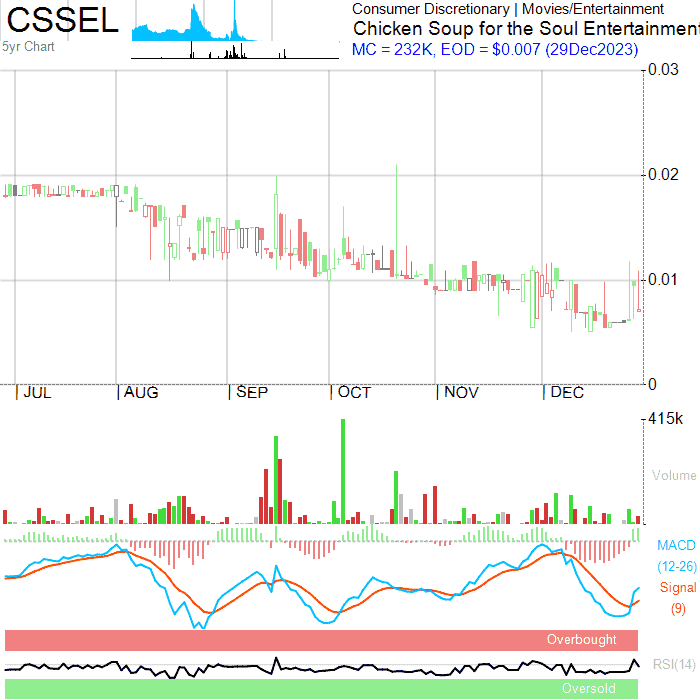 CSSEL
5yr Chart
Consumer Discretionary | Movies/Entertainment
Chicken Soup for the Soul Entertainment
MC = 232K, EOD = $0.007 (29Dec2023)
0.03
0.02
0.01
0
| JUL | AUG | SEP | OCT | NOV | DEC
415k
Volume
MACD
(12-26)
Signal
(9)
Overbought
RSI(14)
Oversold